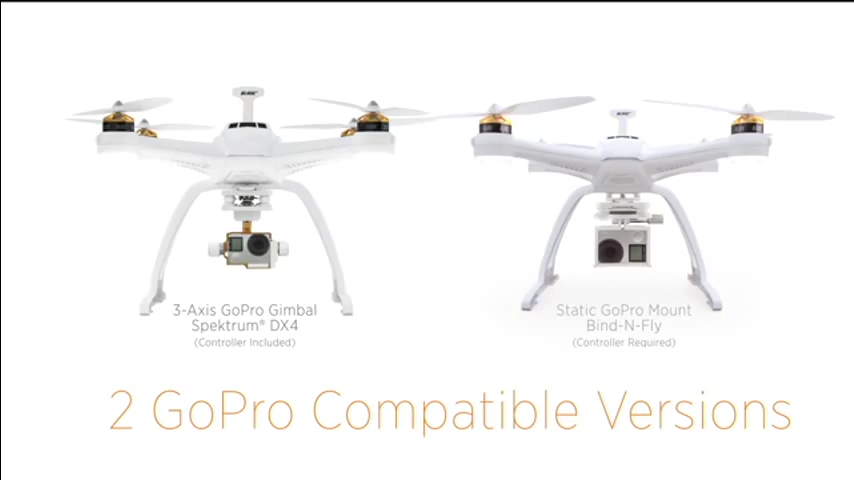 3-Axis GoPro Gimbal
Spektrum® DX4
(Controller Included)
Static GoPro Mount
Bind-N-Fly
(Controller Required)
2 GoPro Compatible Versions